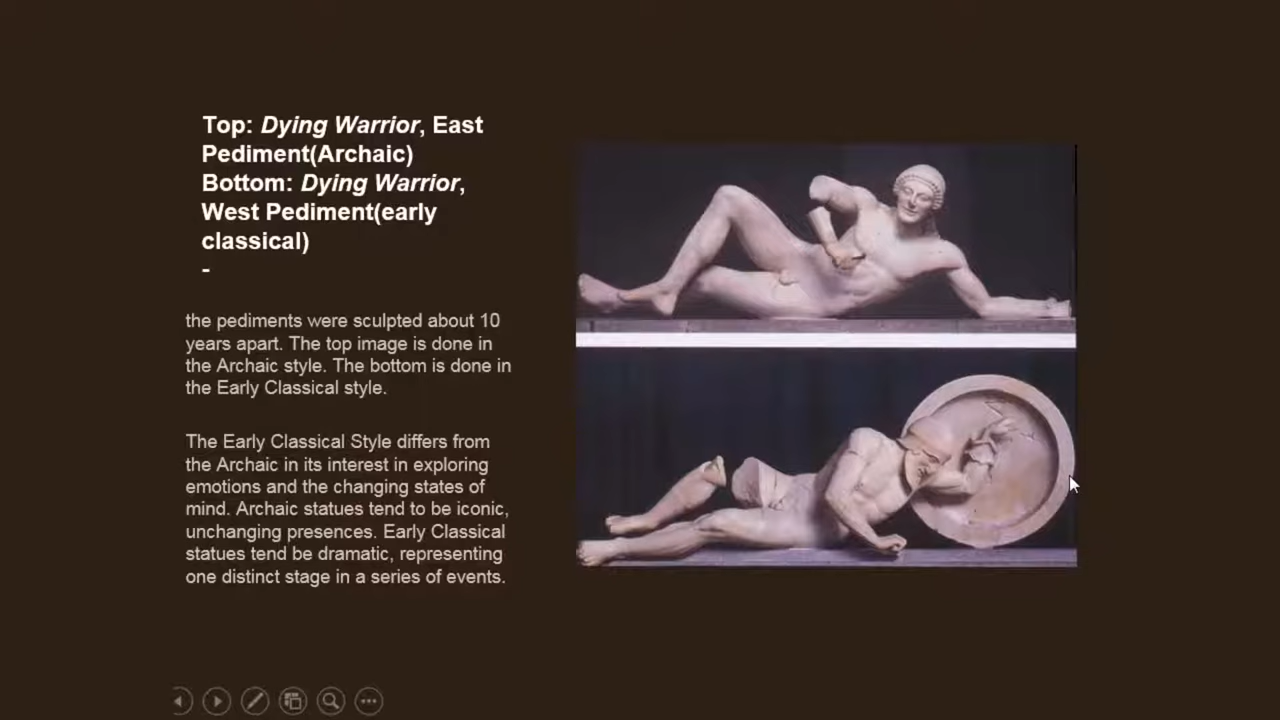 Top: Dying Warrior, East
Pediment(Archaic)
Bottom: Dying Warrior,
West Pediment(early
classical)
-
the pediments were sculpted about 10
years apart. The top image is done in
the Archaic style. The bottom is done in
the Early Classical style.
The Early Classical Style differs from
the Archaic in its interest in exploring
emotions and the changing states of
mind. Archaic statues tend to be iconic,
unchanging presences. Early Classical
statues tend be dramatic, representing
one distinct stage in a series of events.